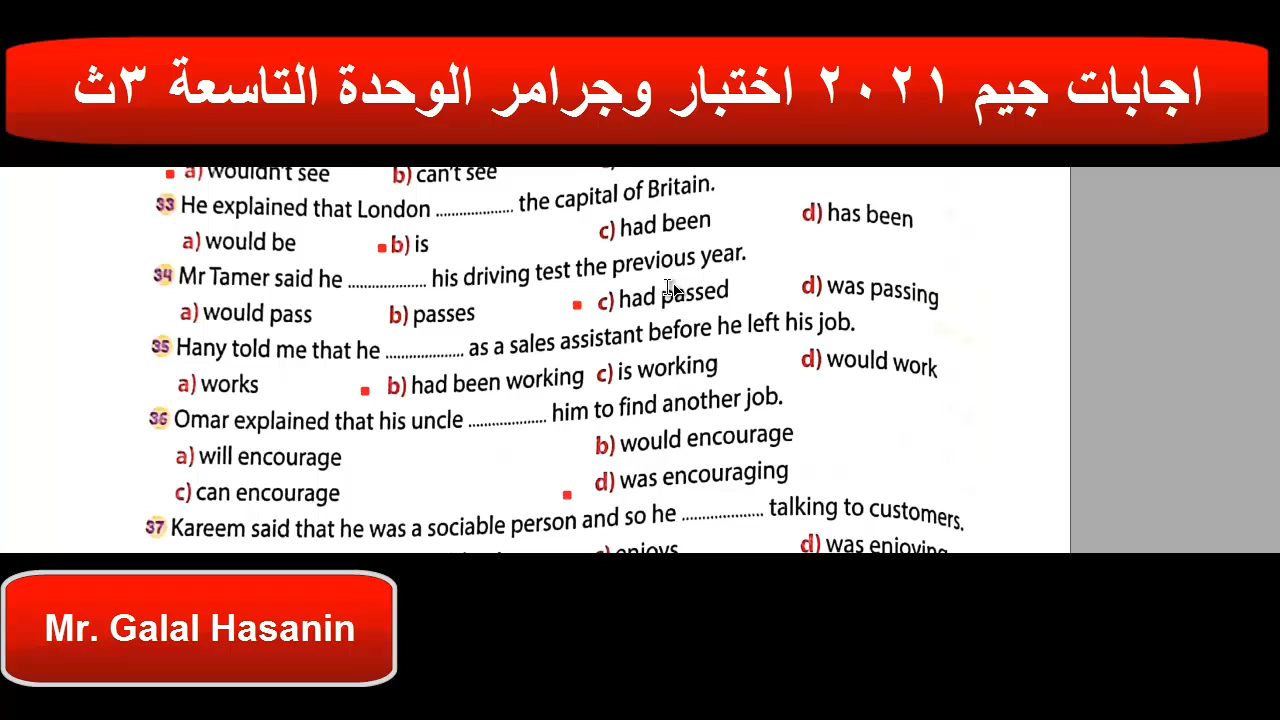 اجابات جيم ٢٠٢١ اختبار وجرامر الوحدة التاسعة ٣ث
a) wouldn't see b) can't see
33 He explained that London .................... the capital of Britain.
a) would be b) is c) had been d) has been
34 Mr Tamer said he .................... his driving test the previous year.
a) would pass b) passes c) had passed d) was passing
35 Hany told me that he .................... as a sales assistant before he left his job.
a) works b) had been working c) is working d) would work
36 Omar explained that his uncle .................... him to find another job.
a) will encourage b) would encourage
c) can encourage d) was encouraging
37 Kareem said that he was a sociable person and so he .................... talking to customers.
c) enjoys d) was enjoying
Mr. Galal Hasanin